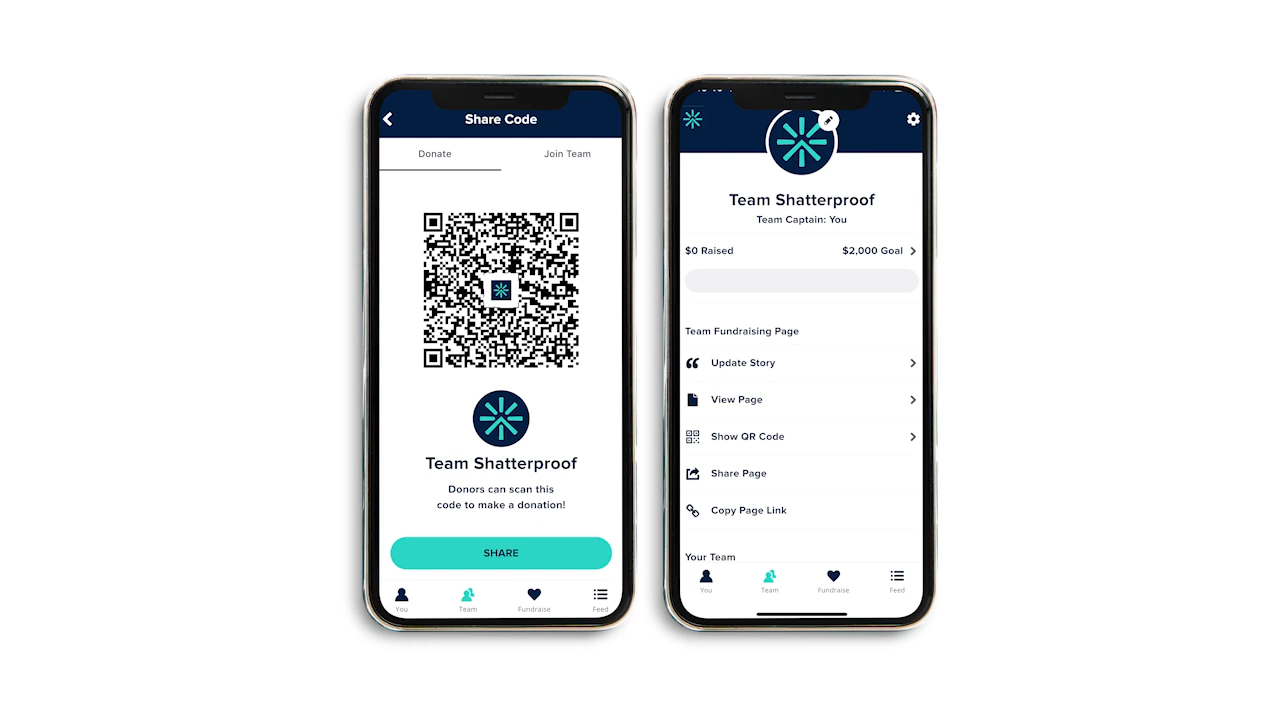 Share Code
Donate
Join Team
Team Shatterproof
Donors can scan this
code to make a donation!
SHARE
You
Team
Fundraise
Feed
Team Shatterproof
Team Captain: You
$0 Raised
$2,000 Goal
Team Fundraising Page
Update Story
View Page
Show QR Code
Share Page
Copy Page Link
Your Team
You
Team
Fundraise
Feed